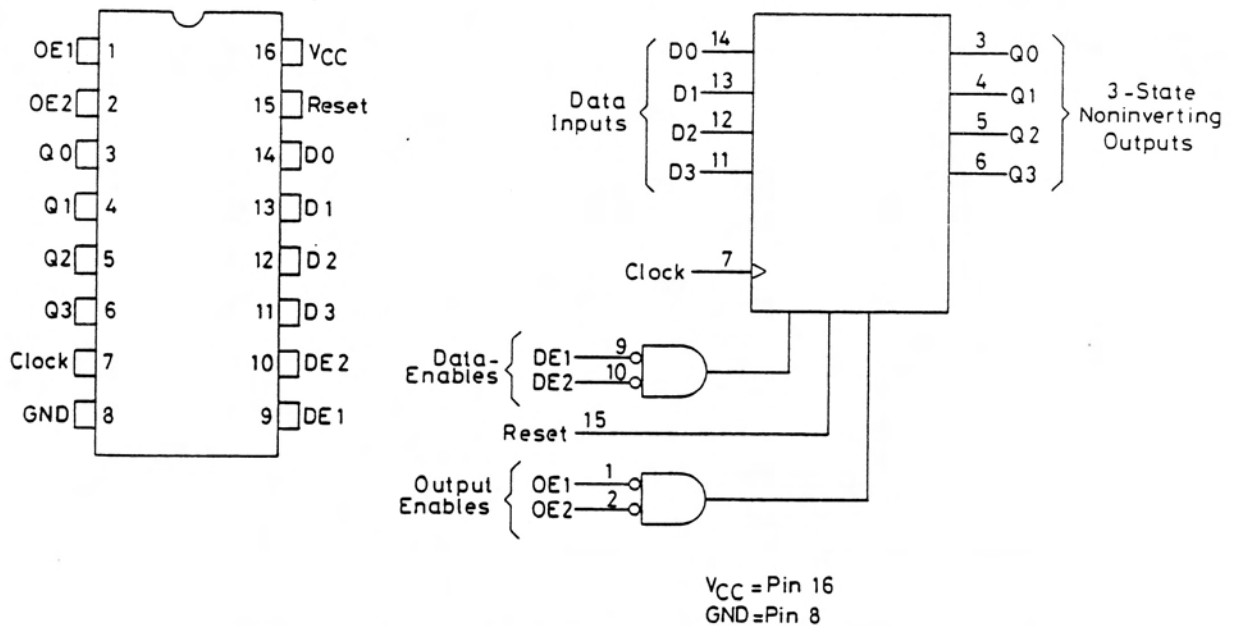 OE1 1 16 VCC
OE2 2 15 Reset
Q0 3 14 D0
Q1 4 13 D1
Q2 5 12 D2
Q3 6 11 D3
Clock 7 10 DE2
GND 8 9 DE1
Data
Inputs
D0 14
D1 13
D2 12
D3 11
3 Q0
4 Q1
5 Q2
6 Q3
3-State
Noninverting
Outputs
Clock 7
Data-
Enables
DE1 9
DE2 10
Reset 15
Output
Enables
OE1 1
OE2 2
VCC=Pin 16
GND=Pin 8